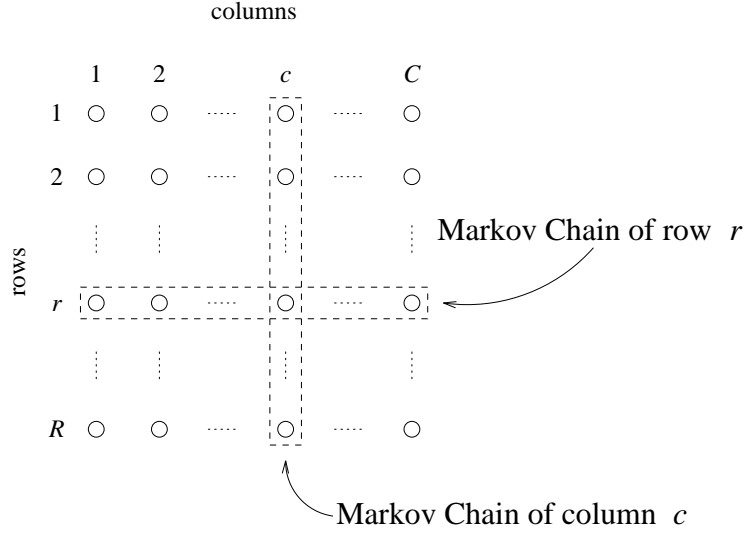 columns
1 2 c C
1
2
Markov Chain of row r
rows
r
R
Markov Chain of column c